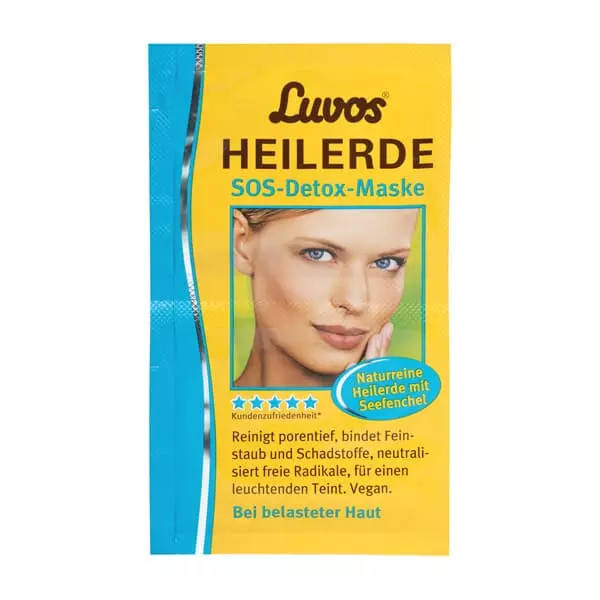 Luvos®
HEILERDE
SOS-Detox-Maske
Naturreine
Heilerde mit
Seefenchel
Kundenzufriedenheit*
Reinigt porentief, bindet Fein-
staub und Schadstoffe, neutrali-
siert freie Radikale, für einen
leuchtenden Teint. Vegan.
Bei belasteter Haut